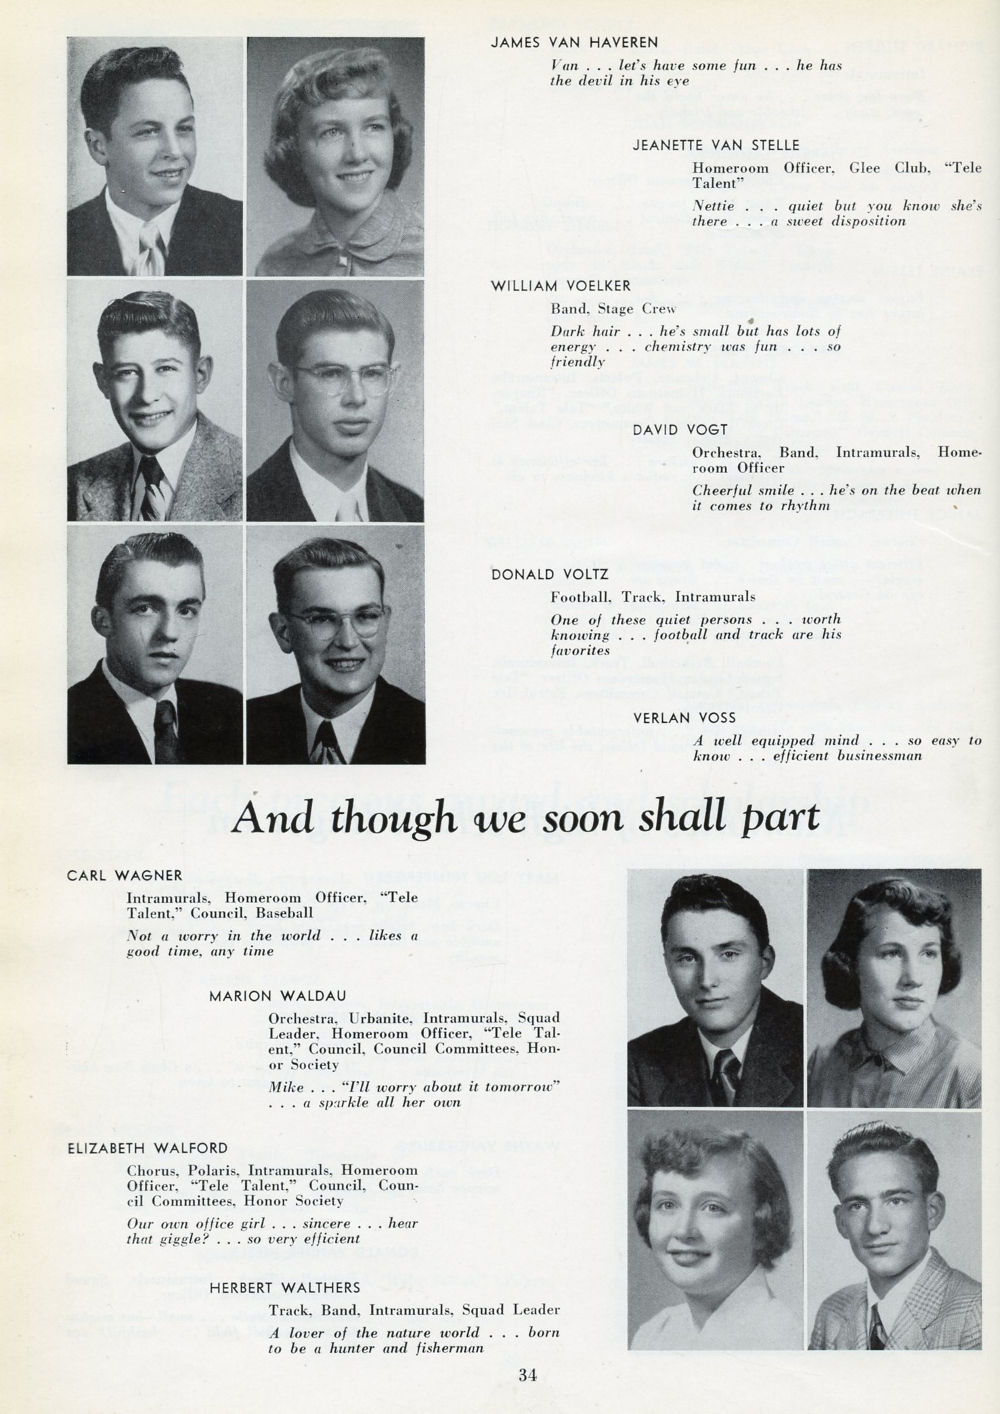 JAMES VAN HAVEREN
Van . . . let's have some fun . . . he has
the devil in his eye
JEANETTE VAN STELLE
Homeroom Officer, Glee Club, “Tele
Talent”
Nettie . . . quiet but you know she's
there . . . a sweet disposition
WILLIAM VOELKER
Band, Stage Crew
Dark hair . . . he's small but has lots of
energy . . . chemistry was fun . . . so
friendly
DAVID VOGT
Orchestra, Band, Intramurals, Home-
room Officer
Cheerful smile . . . he's on the beat when
it comes to rhythm
DONALD VOLTZ
Football, Track, Intramurals
One of these quiet persons . . . worth
knowing . . . football and track are his
favorites
VERLAN VOSS
A well equipped mind . . . so easy to
know . . . efficient businessman
And though we soon shall part
CARL WAGNER
Intramurals, Homeroom Officer, “Tele
Talent,” Council, Baseball
Not a worry in the world . . . likes a
good time, any time
MARION WALDAU
Orchestra, Urbanite, Intramurals, Squad
Leader, Homeroom Officer, “Tele Tal-
ent,” Council, Council Committees, Hon-
or Society
Mike . . . “I'll worry about it tomorrow”
. . . a sparkle all her own
ELIZABETH WALFORD
Chorus, Polaris, Intramurals, Homeroom
Officer, “Tele Talent,” Council, Coun-
cil Committees, Honor Society
Our own office girl . . . sincere . . . hear
that giggle? . . . so very efficient
HERBERT WALTHERS
Track, Band, Intramurals, Squad Leader
A lover of the nature world . . . born
to be a hunter and fisherman
34